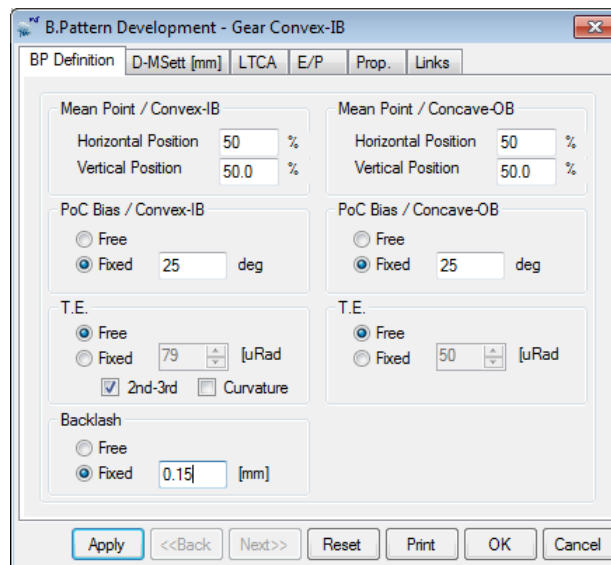 B.Pattern Development - Gear Convex-IB
BP Definition D-MSett [mm] LTCA E/P Prop. Links
Mean Point / Convex-IB
Horizontal Position 50 %
Vertical Position 50.0 %
Mean Point / Concave-OB
Horizontal Position 50 %
Vertical Position 50.0 %
PoC Bias / Convex-IB
Free
Fixed 25 deg
PoC Bias / Concave-OB
Free
Fixed 25 deg
T.E.
Free
Fixed 79 [uRad
2nd-3rd Curvature
T.E.
Free
Fixed 50 [uRad
Backlash
Free
Fixed 0.15 [mm]
Apply <<Back Next>> Reset Print OK Cancel